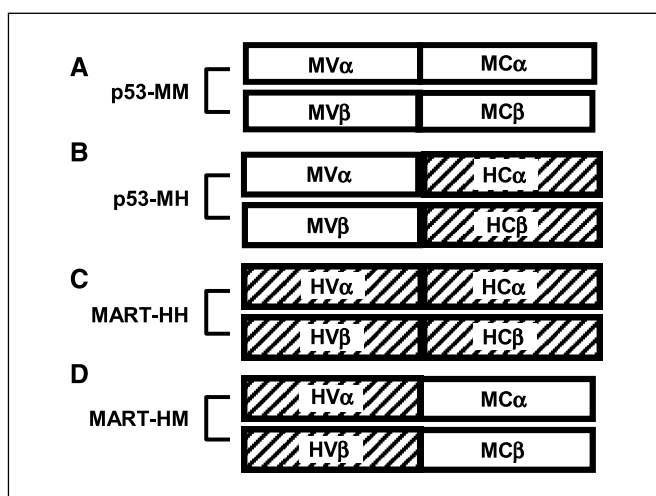 A
p53-MM
MVα MCα
MVβ MCβ
B
p53-MH
MVα HCα
MVβ HCβ
C
MART-HH
HVα HCα
HVβ HCβ
D
MART-HM
HVα MCα
HVβ MCβ